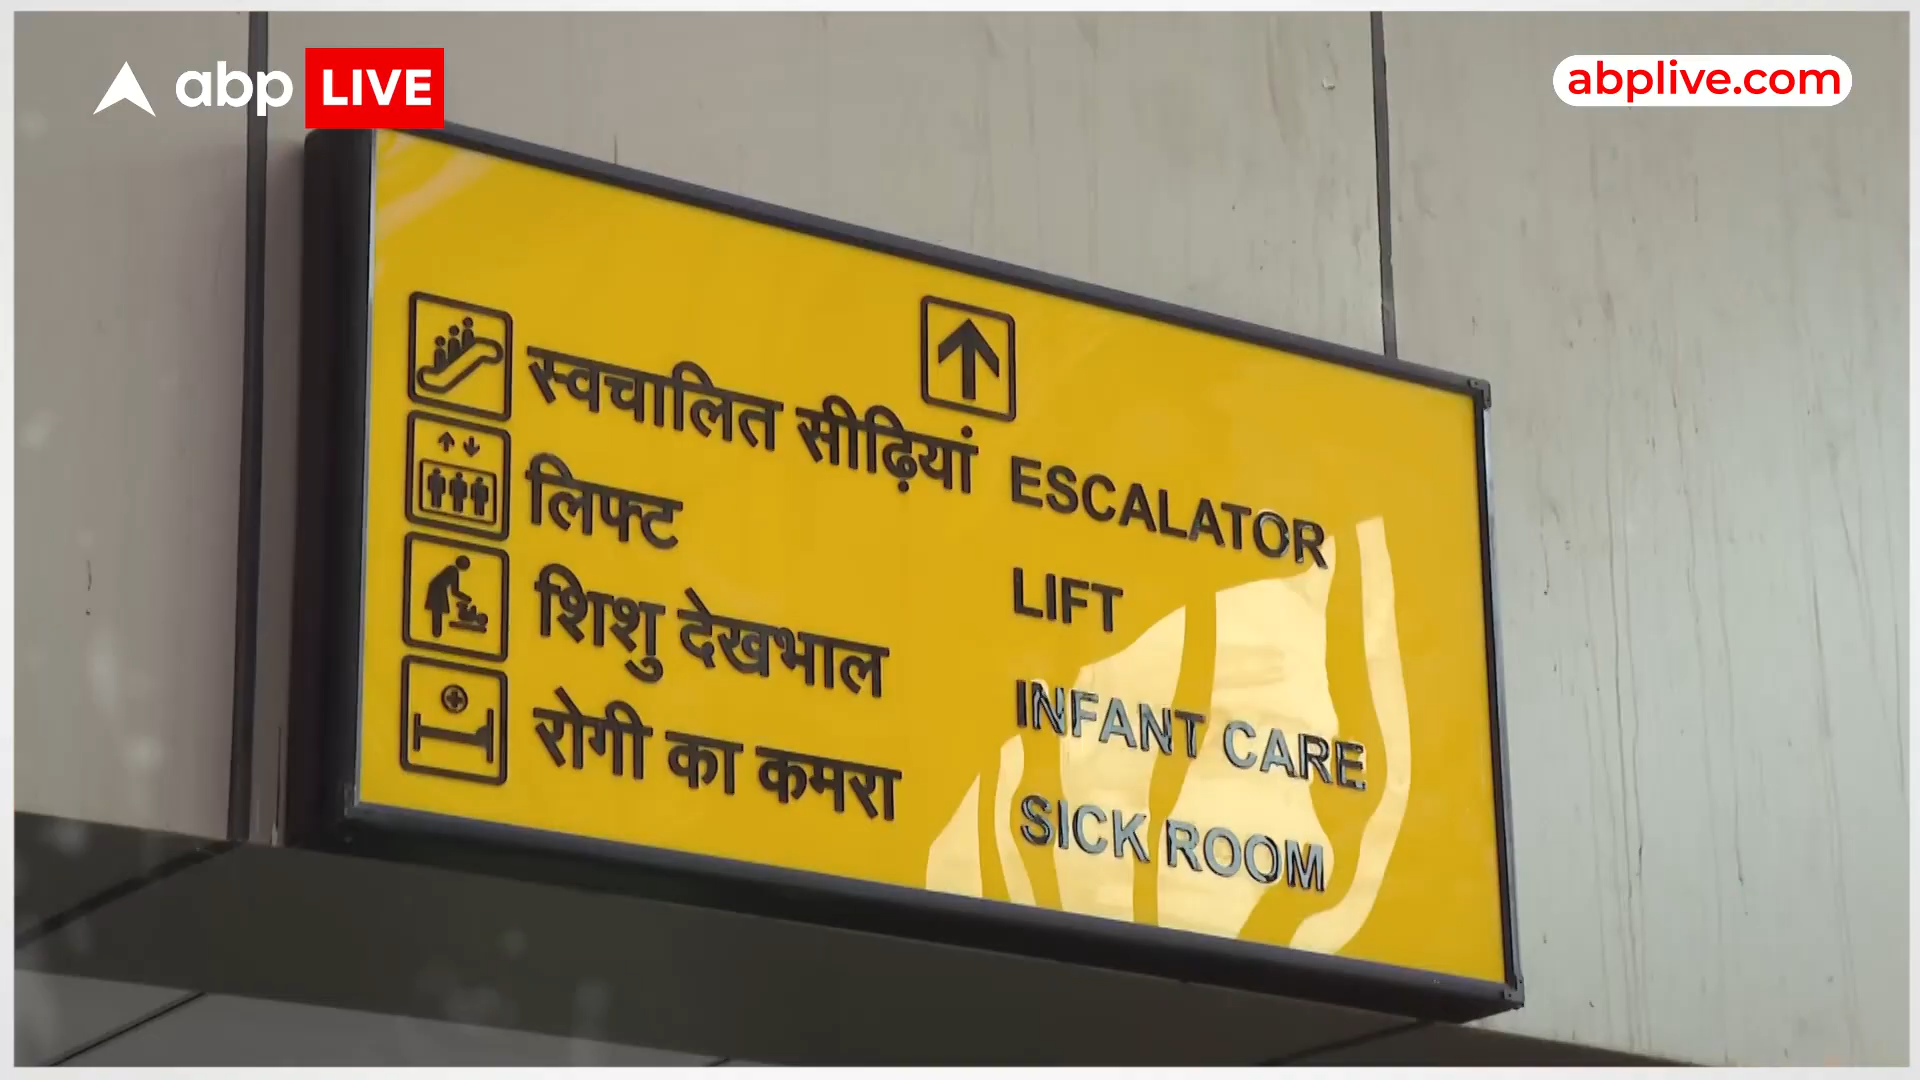 abp LIVE
abplive.com
स्वचालित सीढ़ियां ESCALATOR
लिफ्ट LIFT
शिशु देखभाल INFANT CARE
रोगी का कमरा SICK ROOM